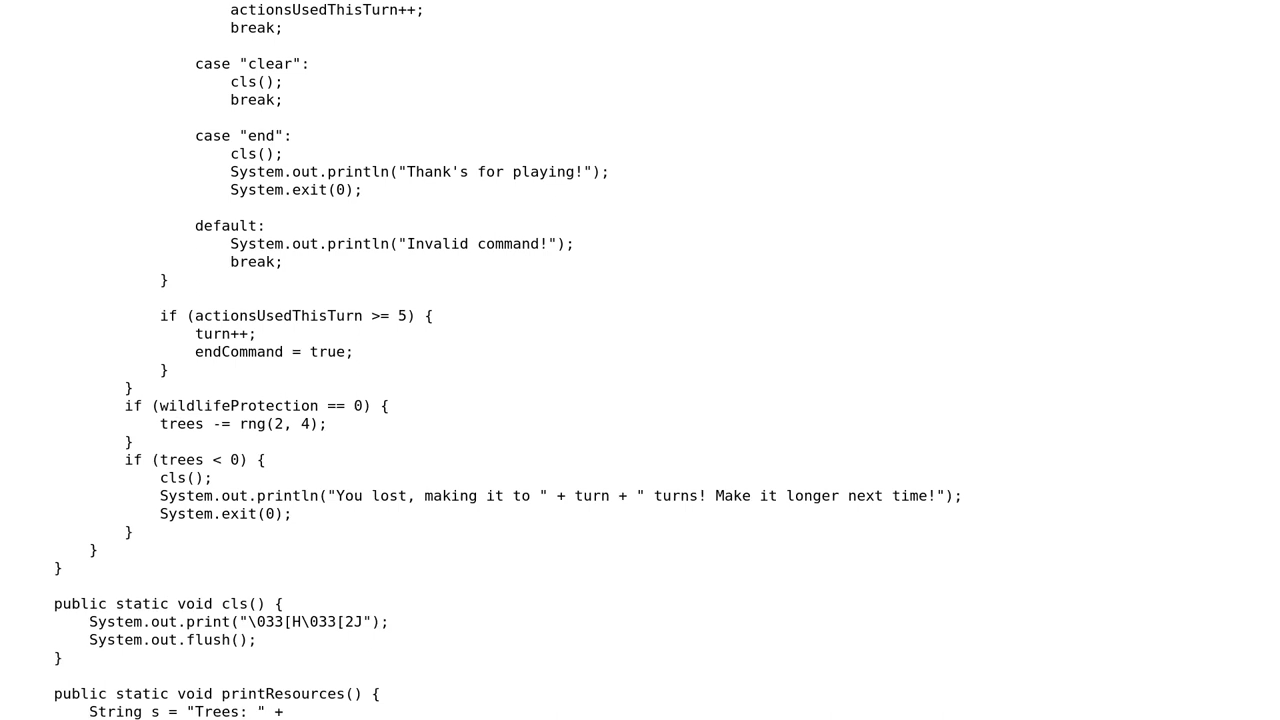 actionsUsedThisTurn++;
break;
case "clear":
cls();
break;
case "end":
cls();
System.out.println("Thank's for playing!");
System.exit(0);
default:
System.out.println("Invalid command!");
break;
}
if (actionsUsedThisTurn >= 5) {
turn++;
endCommand = true;
}
}
if (wildlifeProtection == 0) {
trees -= rng(2, 4);
}
if (trees < 0) {
cls();
System.out.println("You lost, making it to " + turn + " turns! Make it longer next time!");
System.exit(0);
}
}
}
public static void cls() {
System.out.print("\033[H\033[2J");
System.out.flush();
}
public static void printResources() {
String s = "Trees: " +